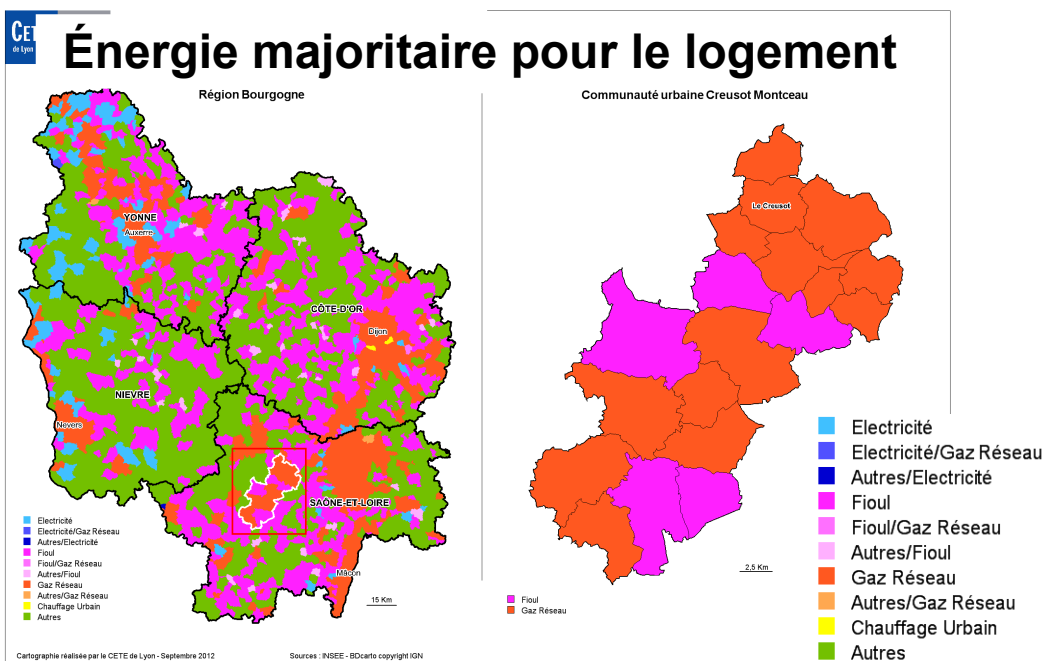 CET
de Lyon
Énergie majoritaire pour le logement
Région Bourgogne
Communauté urbaine Creusot Montceau
YONNE
Auxerre
CÔTE-D'OR
Dijon
NIEVRE
Nevers
SAÔNE-ET-LOIRE
Mâcon
15 Km
Le Creusot
2,5 Km
Electricité
Electricité/Gaz Réseau
Autres/Electricité
Fioul
Fioul/Gaz Réseau
Autres/Fioul
Gaz Réseau
Autres/Gaz Réseau
Chauffage Urbain
Autres
Fioul
Gaz Réseau
Electricité
Electricité/Gaz Réseau
Autres/Electricité
Fioul
Fioul/Gaz Réseau
Autres/Fioul
Gaz Réseau
Autres/Gaz Réseau
Chauffage Urbain
Autres
Cartographie réalisée par le CETE de Lyon - Septembre 2012
Sources : INSEE - BDcarto copyright IGN